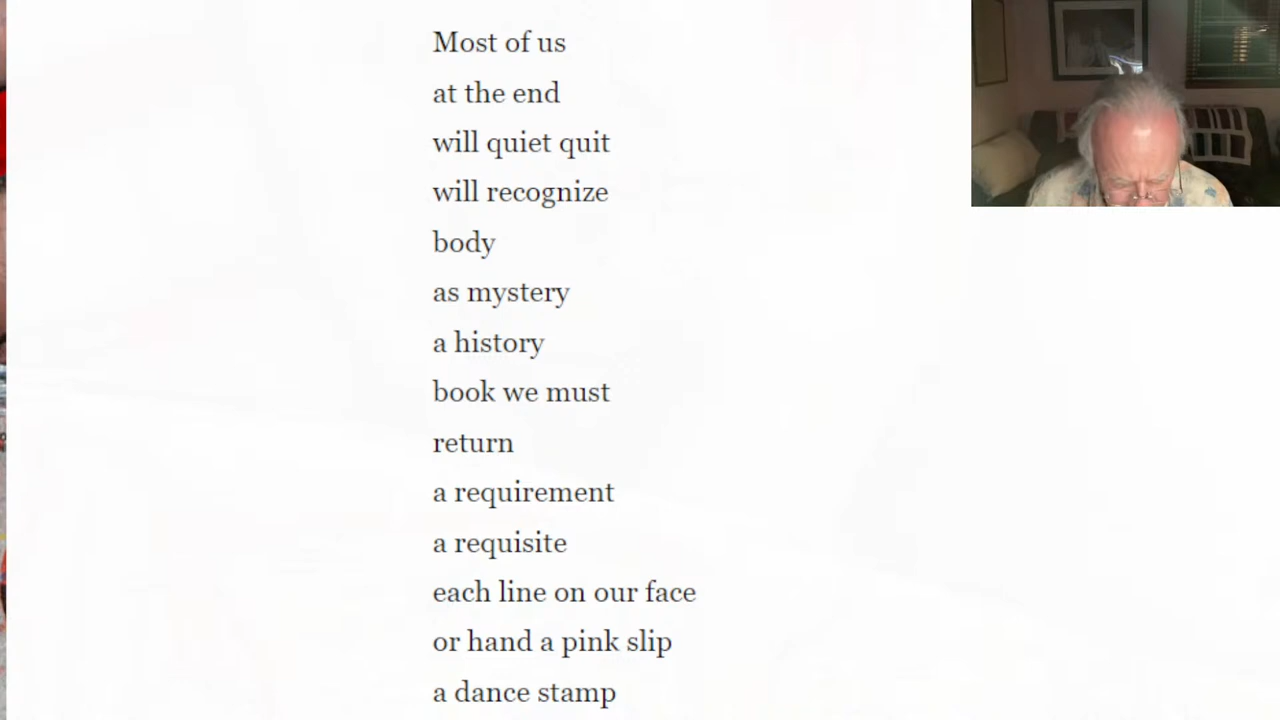 Most of us
at the end
will quiet quit
will recognize
body
as mystery
a history
book we must
return
a requirement
a requisite
each line on our face
or hand a pink slip
a dance stamp